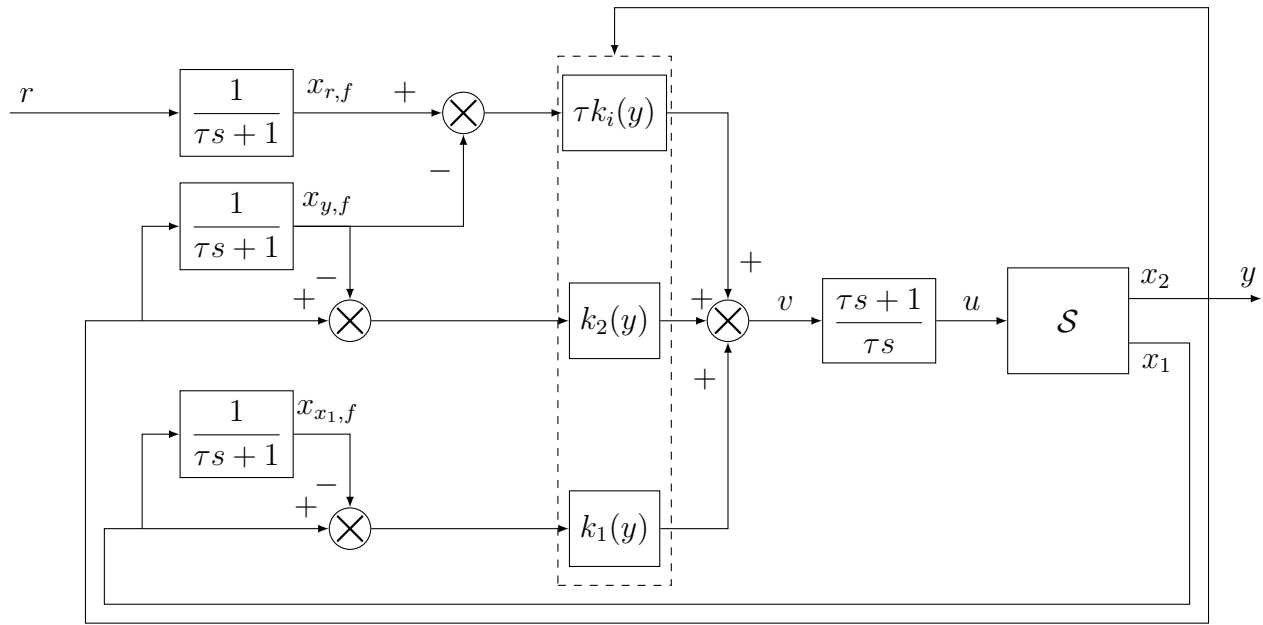 r
1
τs + 1
x_{r,f}
+
τk_i(y)
−
1
τs + 1
x_{y,f}
−
+
k_2(y)
+
+
v
τs + 1
τs
u
S
x_2
y
x_1
+
1
τs + 1
x_{x_1,f}
−
+
k_1(y)